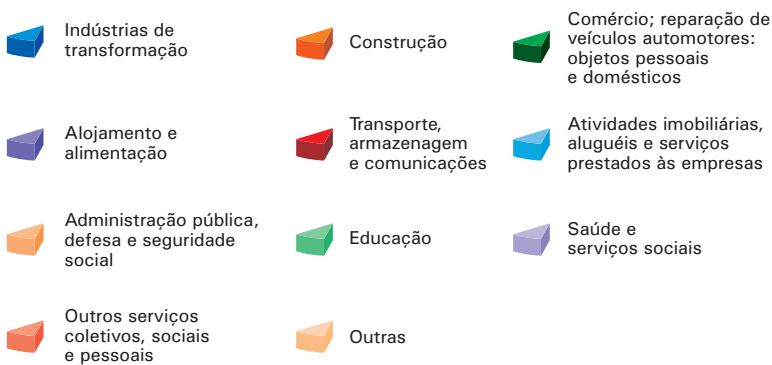 Indústrias de
transformação
Construção
Comércio; reparação de
veículos automotores:
objetos pessoais
e domésticos
Alojamento e
alimentação
Transporte,
armazenagem
e comunicações
Atividades imobiliárias,
aluguéis e serviços
prestados às empresas
Administração pública,
defesa e seguridade
social
Educação
Saúde e
serviços sociais
Outros serviços
coletivos, sociais
e pessoais
Outras